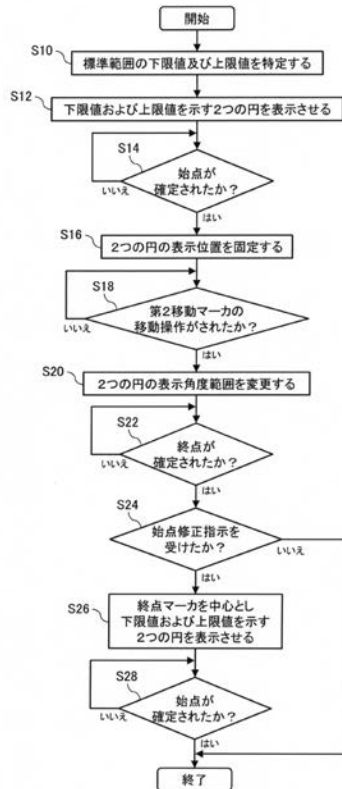 開始
S10
標準範囲の下限値及び上限値を特定する
S12
下限値および上限値を示す2つの円を表示させる
S14
始点が
確定されたか?
いいえ
はい
S16
2つの円の表示位置を固定する
S18
第2移動マーカの
移動操作がされたか?
いいえ
はい
S20
2つの円の表示角度範囲を変更する
S22
終点が
確定されたか?
いいえ
はい
S24
始点修正指示を
受けたか?
いいえ
はい
S26
終点マーカを中心とし
下限値および上限値を示す
2つの円を表示させる
S28
始点が
確定されたか?
いいえ
はい
終了